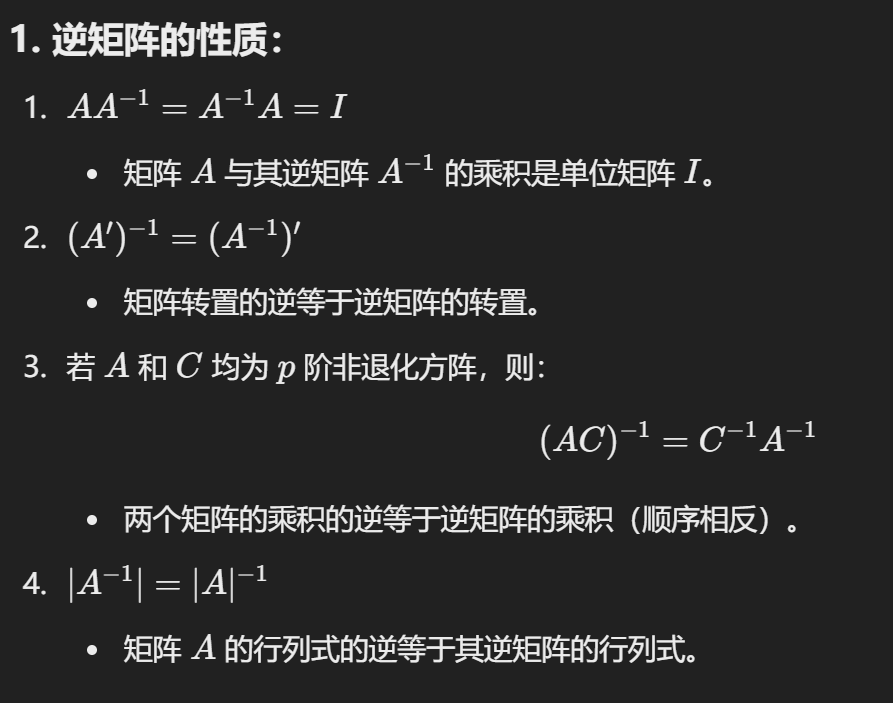 1. 逆矩阵的性质：
1. AA⁻¹ = A⁻¹A = I
• 矩阵 A 与其逆矩阵 A⁻¹ 的乘积是单位矩阵 I。
2. (A′)⁻¹ = (A⁻¹)′
• 矩阵转置的逆等于逆矩阵的转置。
3. 若 A 和 C 均为 p 阶非退化方阵，则：
(AC)⁻¹ = C⁻¹A⁻¹
• 两个矩阵的乘积的逆等于逆矩阵的乘积（顺序相反）。
4. |A⁻¹| = |A|⁻¹
• 矩阵 A 的行列式的逆等于其逆矩阵的行列式。